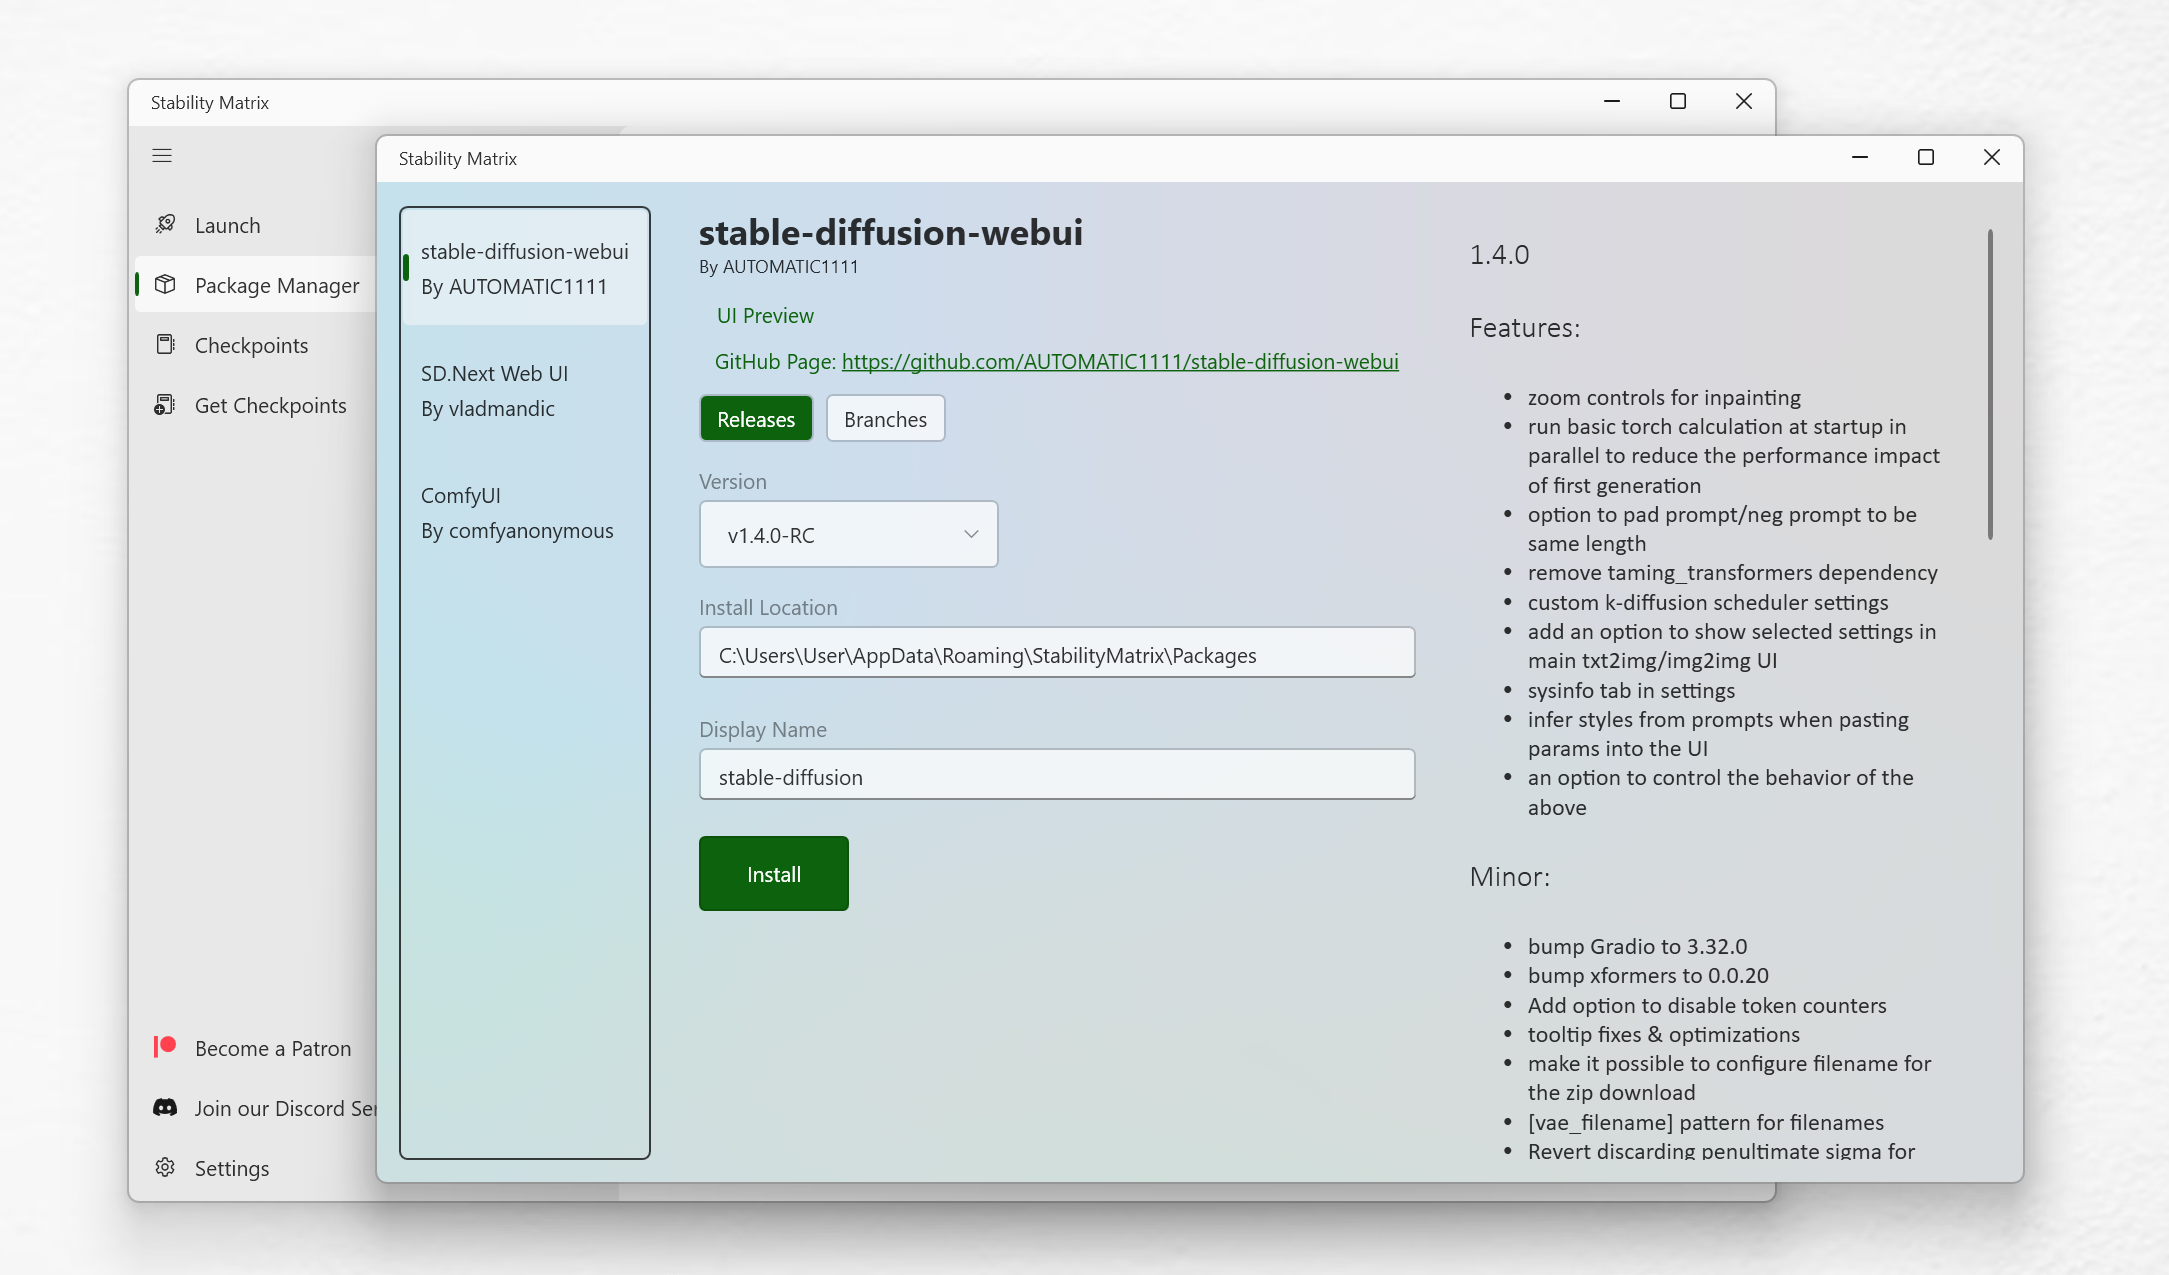 Stability Matrix
Launch
Package Manager
Checkpoints
Get Checkpoints
Become a Patron
Join our Discord Ser
Settings
Stability Matrix
stable-diffusion-webui
By AUTOMATIC1111
SD.Next Web UI
By vladmandic
ComfyUI
By comfyanonymous
stable-diffusion-webui
By AUTOMATIC1111
UI Preview
GitHub Page: https://github.com/AUTOMATIC1111/stable-diffusion-webui
Releases
Branches
Version
v1.4.0-RC
Install Location
C:\Users\User\AppData\Roaming\StabilityMatrix\Packages
Display Name
stable-diffusion
Install
1.4.0
Features:
• zoom controls for inpainting
• run basic torch calculation at startup in
parallel to reduce the performance impact
of first generation
• option to pad prompt/neg prompt to be
same length
• remove taming_transformers dependency
• custom k-diffusion scheduler settings
• add an option to show selected settings in
main txt2img/img2img UI
• sysinfo tab in settings
• infer styles from prompts when pasting
params into the UI
• an option to control the behavior of the
above
Minor:
• bump Gradio to 3.32.0
• bump xformers to 0.0.20
• Add option to disable token counters
• tooltip fixes & optimizations
• make it possible to configure filename for
the zip download
• [vae_filename] pattern for filenames
• Revert discarding penultimate sigma for